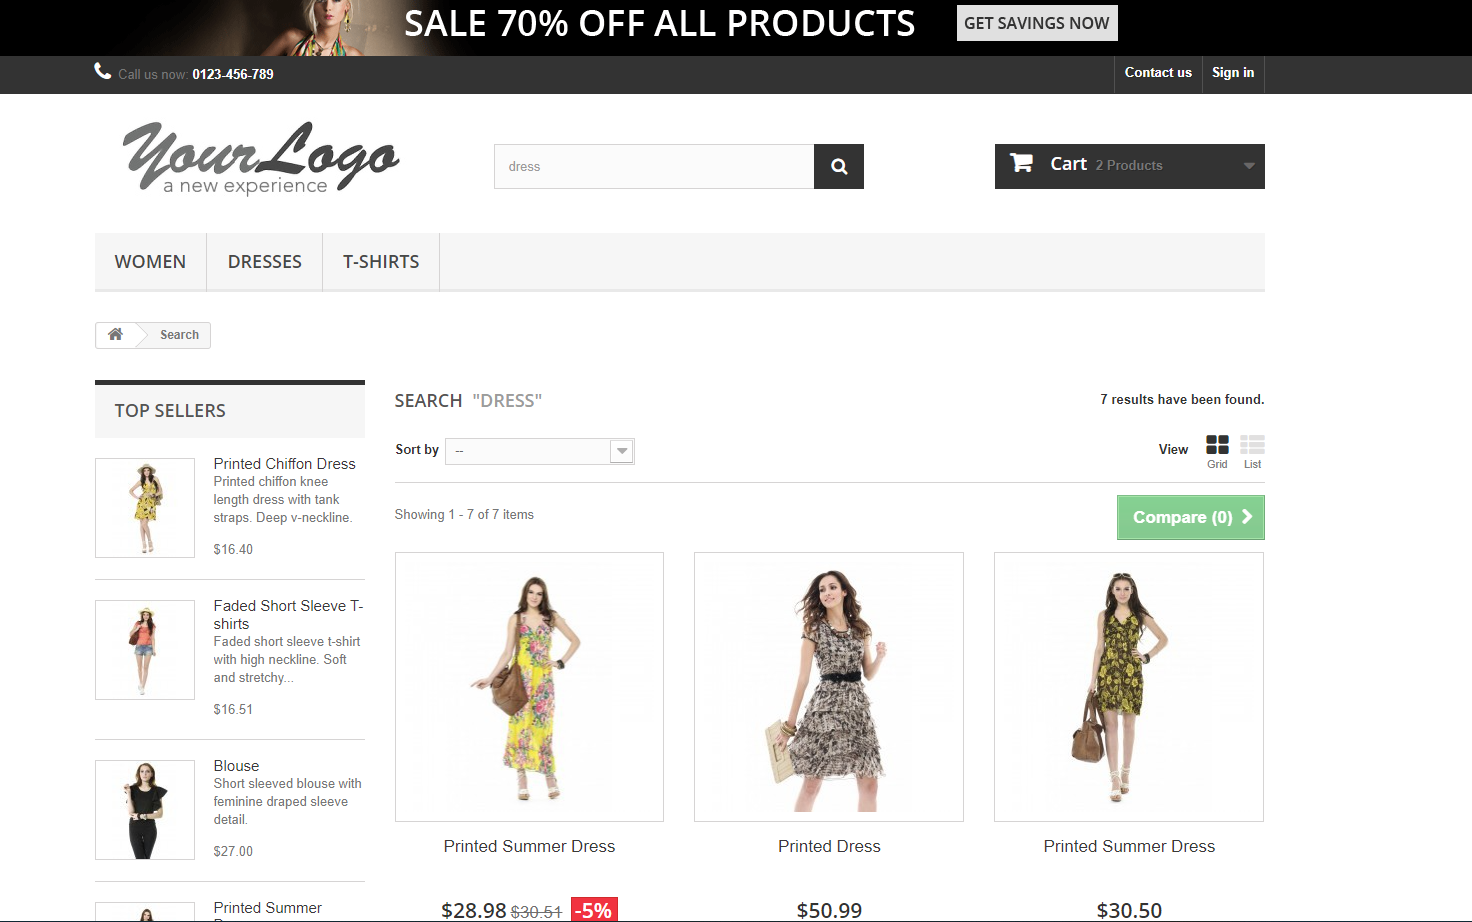 SALE 70% OFF ALL PRODUCTS GET SAVINGS NOW
Call us now: 0123-456-789 Contact us Sign in
YourLogo
a new experience
dress
Cart 2 Products
WOMEN DRESSES T-SHIRTS
Search
TOP SELLERS
Printed Chiffon Dress
Printed chiffon knee
length dress with tank
straps. Deep v-neckline.
$16.40
Faded Short Sleeve T-
shirts
Faded short sleeve t-shirt
with high neckline. Soft
and stretchy...
$16.51
Blouse
Short sleeved blouse with
feminine draped sleeve
detail.
$27.00
Printed Summer
SEARCH "DRESS" 7 results have been found.
Sort by -- View Grid List
Showing 1 - 7 of 7 items Compare (0)
Printed Summer Dress
$28.98 $30.51 -5%
Printed Dress
$50.99
Printed Summer Dress
$30.50